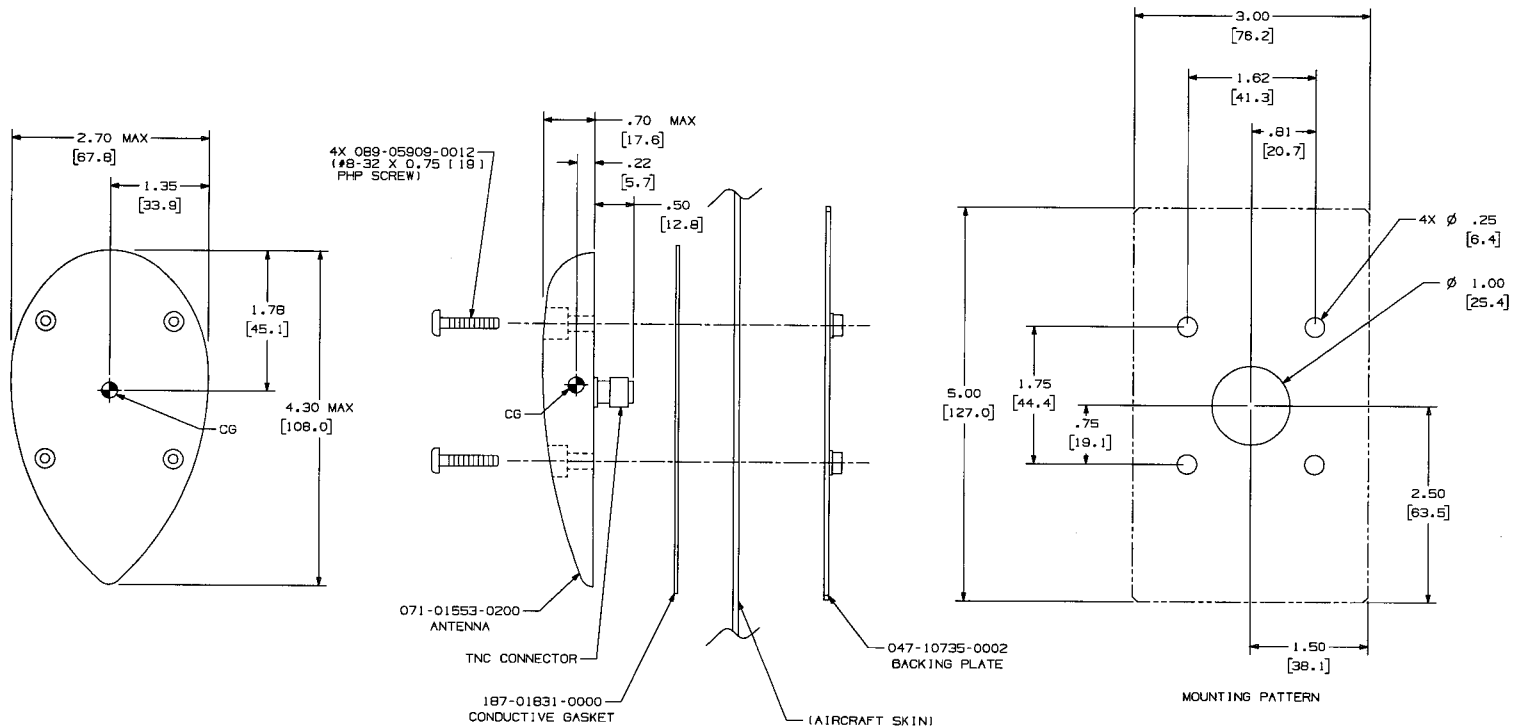 2.70 MAX
[67.8]
1.35
[33.9]
1.78
[45.1]
4.30 MAX
[108.0]
CG
4X 089-05909-0012
(#8-32 X 0.75 [19]
PHP SCREW)
.70 MAX
[17.6]
.22
[5.7]
.50
[12.8]
CG
071-01553-0200
ANTENNA
TNC CONNECTOR
187-01831-0000
CONDUCTIVE GASKET
(AIRCRAFT SKIN)
047-10735-0002
BACKING PLATE
3.00
[76.2]
1.62
[41.3]
.81
[20.7]
4X Ø .25
[6.4]
Ø 1.00
[25.4]
5.00
[127.0]
1.75
[44.4]
.75
[19.1]
2.50
[63.5]
1.50
[38.1]
MOUNTING PATTERN